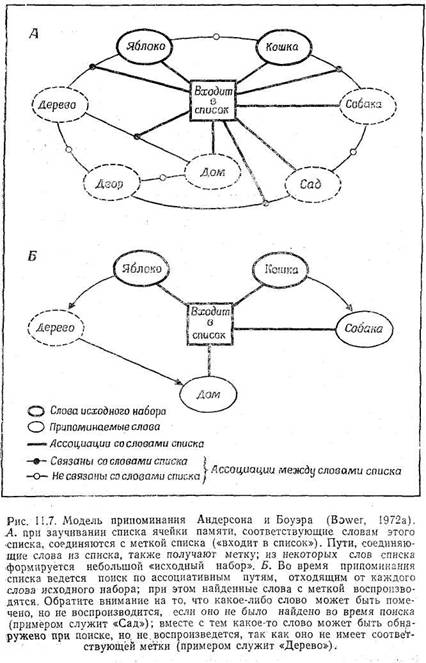 А
Яблоко
Кошка
Дерево
Входит
в
список
Собака
Двор
Дом
Сад
Б
Яблоко
Кошка
Дерево
Входит
в
список
Собака
Дом
Слова исходного набора
Припоминаемые слова
Ассоциации со словами списка
Связаны со словами списка
Не связаны со словами списка
Ассоциации между словами списка
Рис. 11.7. Модель припоминания Андерсона и Боуэра (Bower, 1972a).
А. при заучивании списка ячейки памяти, соответствующие словам этого
списка, соединяются с меткой списка («входит в список»). Пути, соединяю-
щие слова из списка, также получают метку; из некоторых слов списка
формируется небольшой «исходный набор». Б. Во время припоминания
списка ведется поиск по ассоциативным путям, отходящим от каждого
слова исходного набора; при этом найденные слова с меткой воспроизво-
дятся. Обратите внимание на то, что какое-либо слово может быть поме-
чено, но не воспроизводится, если оно не было найдено во время поиска
(примером служит «Сад»); вместе с тем какое-то слово может быть обна-
ружено при поиске, но не воспроизведется, так как оно не имеет соответ-
ствующей метки (примером служит «Дерево»).